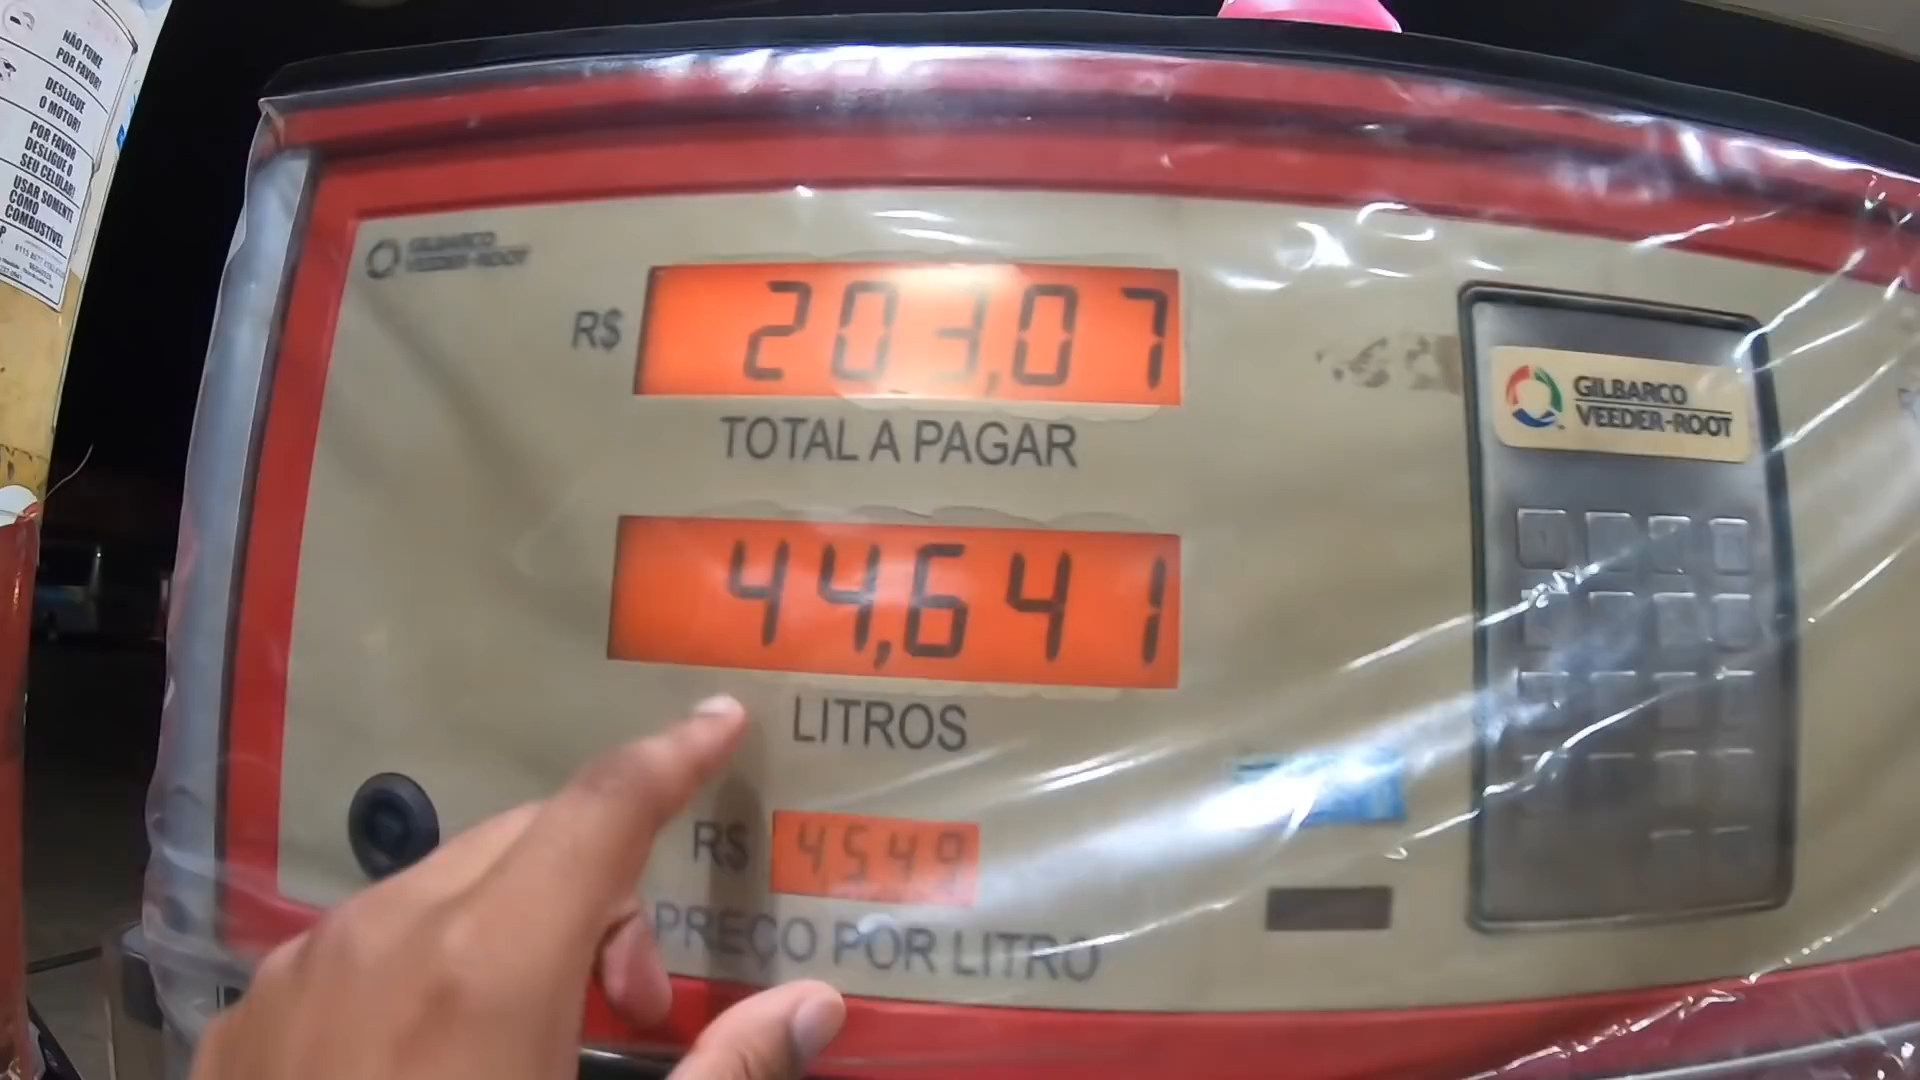 NÃO FUME
POR FAVOR!
DESLIGUE
O MOTOR!
POR FAVOR
DESLIGUE O
SEU CELULAR!
USAR SOMENTE
COMO
COMBUSTÍVEL
GILBARCO
VEEDER-ROOT
R$ 203,07
TOTAL A PAGAR
44,641
LITROS
R$ 4,549
PREÇO POR LITRO
GILBARCO
VEEDER-ROOT